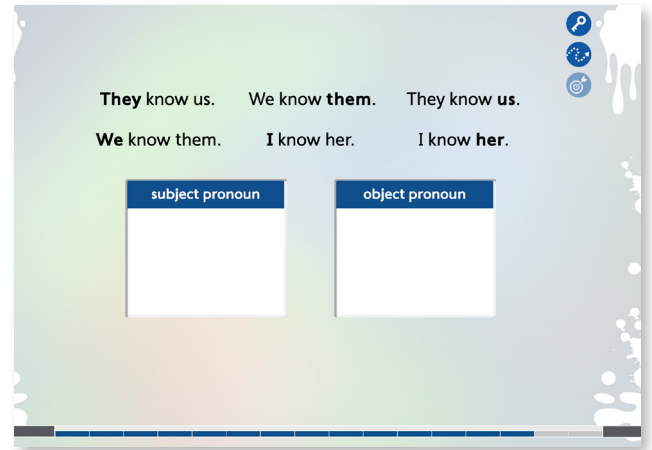 They know us. We know them. They know us.
We know them. I know her. I know her.
subject pronoun object pronoun